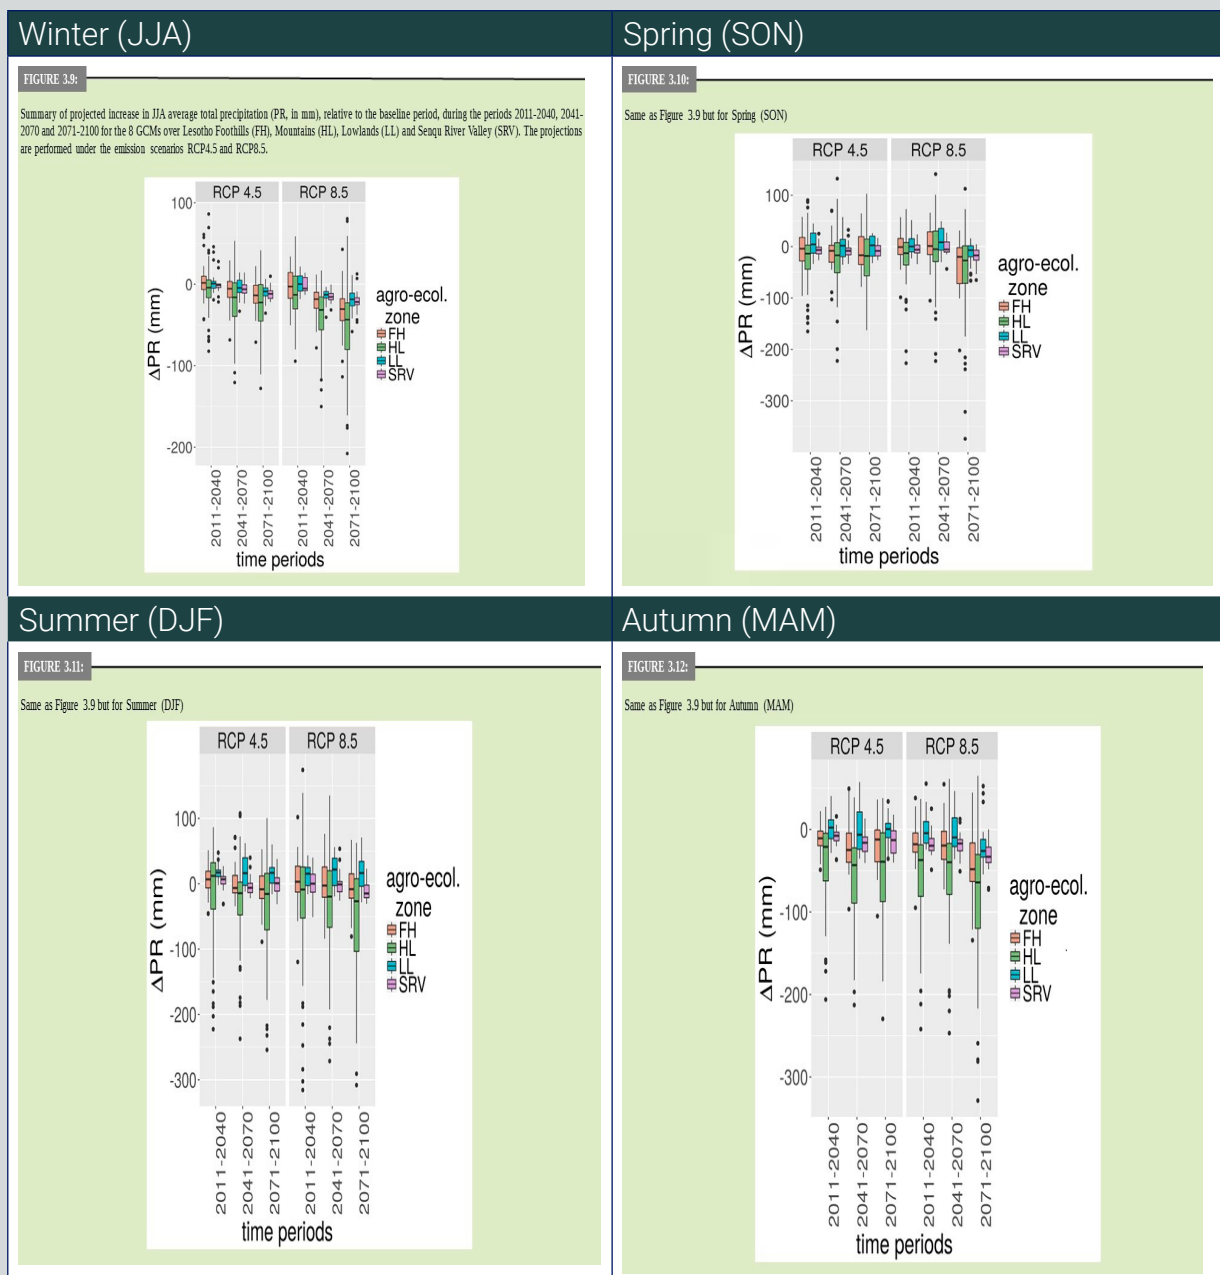 Winter (JJA)
FIGURE 3.9:
Summary of projected increase in JJA average total precipitation (PR, in mm), relative to the baseline period, during the periods 2011-2040, 2041-
2070 and 2071-2100 for the 8 GCMs over Lesotho Foothills (FH), Mountains (HL), Lowlands (LL) and Senqu River Valley (SRV). The projections
are performed under the emission scenarios RCP4.5 and RCP8.5.
RCP 4.5
RCP 8.5
100
0
-100
-200
ΔPR (mm)
2011-2040
2041-2070
2071-2100
2011-2040
2041-2070
2071-2100
time periods
agro-ecol.
zone
FH
HL
LL
SRV
Spring (SON)
FIGURE 3.10:
Same as Figure 3.9 but for Spring (SON)
RCP 4.5
RCP 8.5
100
0
-100
-200
-300
ΔPR (mm)
2011-2040
2041-2070
2071-2100
2011-2040
2041-2070
2071-2100
time periods
agro-ecol.
zone
FH
HL
LL
SRV
Summer (DJF)
FIGURE 3.11:
Same as Figure 3.9 but for Summer (DJF)
RCP 4.5
RCP 8.5
100
0
-100
-200
-300
ΔPR (mm)
2011-2040
2041-2070
2071-2100
2011-2040
2041-2070
2071-2100
time periods
agro-ecol.
zone
FH
HL
LL
SRV
Autumn (MAM)
FIGURE 3.12:
Same as Figure 3.9 but for Autumn (MAM)
RCP 4.5
RCP 8.5
0
-100
-200
-300
ΔPR (mm)
2011-2040
2041-2070
2071-2100
2011-2040
2041-2070
2071-2100
time periods
agro-ecol.
zone
FH
HL
LL
SRV